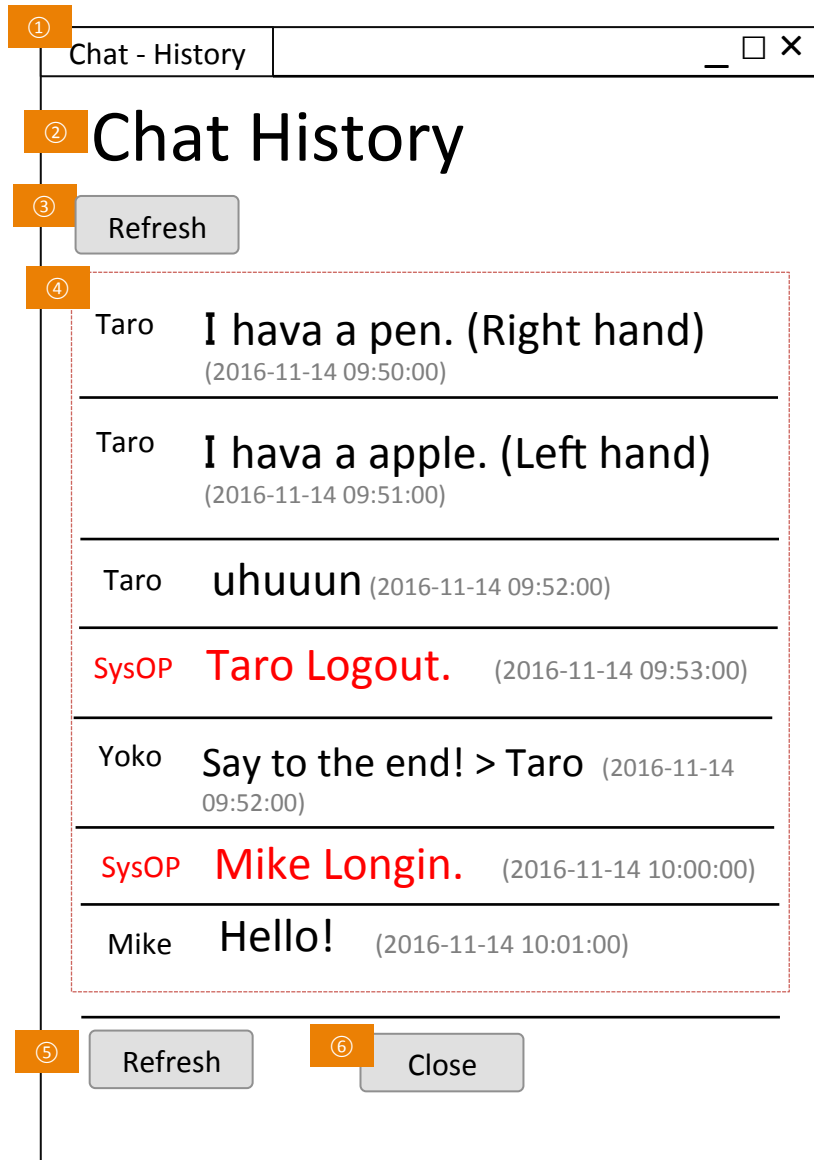 ①
Chat - History
_ □ ×
② Chat History
③
Refresh
④
Taro I hava a pen. (Right hand)
(2016-11-14 09:50:00)
Taro I hava a apple. (Left hand)
(2016-11-14 09:51:00)
Taro uhuuun (2016-11-14 09:52:00)
SysOP Taro Logout. (2016-11-14 09:53:00)
Yoko Say to the end! > Taro (2016-11-14
09:52:00)
SysOP Mike Longin. (2016-11-14 10:00:00)
Mike Hello! (2016-11-14 10:01:00)
⑤ Refresh
⑥ Close